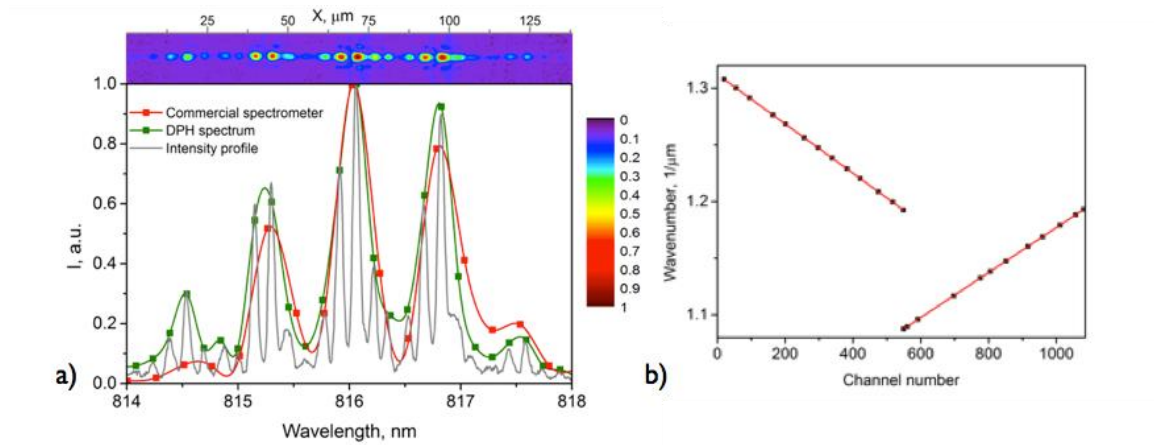 X, μm
25 50 75 100 125
1.0
0.8
0.6
0.4
0.2
0.0
I, a.u.
Commercial spectrometer
DPH spectrum
Intensity profile
814 815 816 817 818
Wavelength, nm
a)
0
0.1
0.2
0.3
0.4
0.5
0.6
0.7
0.8
0.9
1
Wavenumber, 1/μm
1.3
1.2
1.1
0 200 400 600 800 1000
Channel number
b)